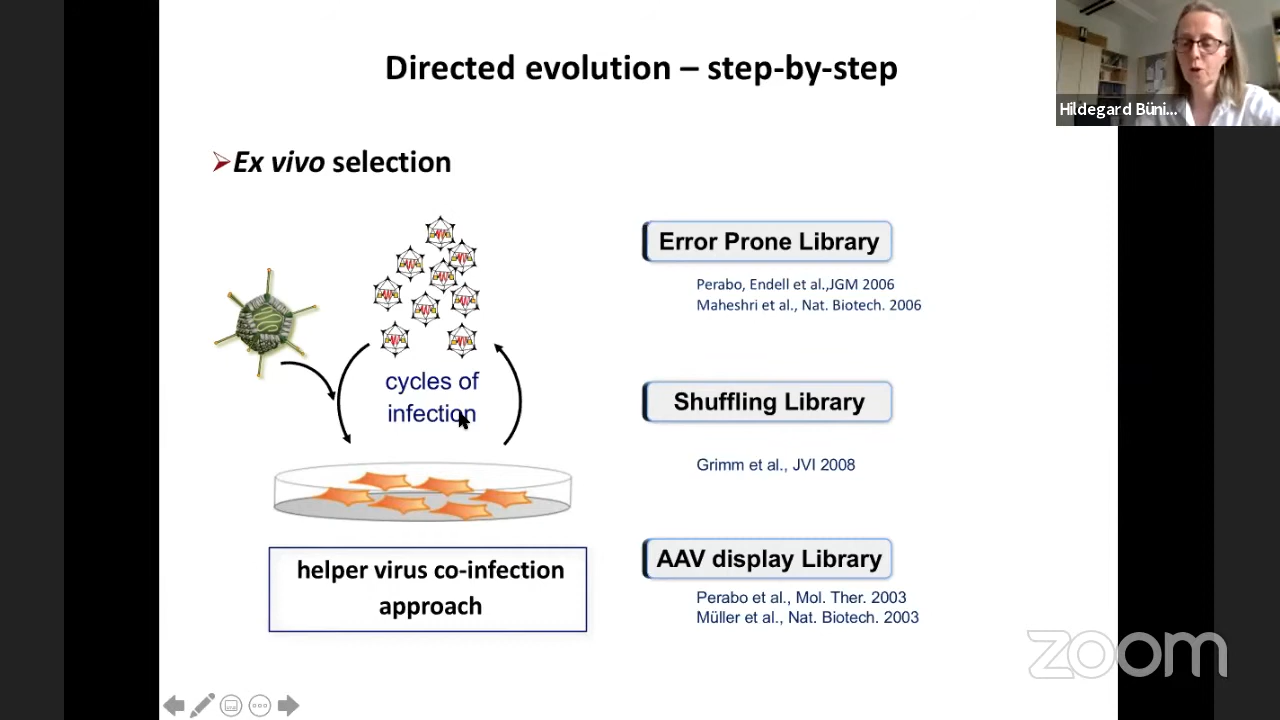 Directed evolution – step-by-step
Hildegard Büni...
Ex vivo selection
cycles of
infection
helper virus co-infection
approach
Error Prone Library
Perabo, Endell et al.,JGM 2006
Maheshri et al., Nat. Biotech. 2006
Shuffling Library
Grimm et al., JVI 2008
AAV display Library
Perabo et al., Mol. Ther. 2003
Müller et al., Nat. Biotech. 2003
zoom